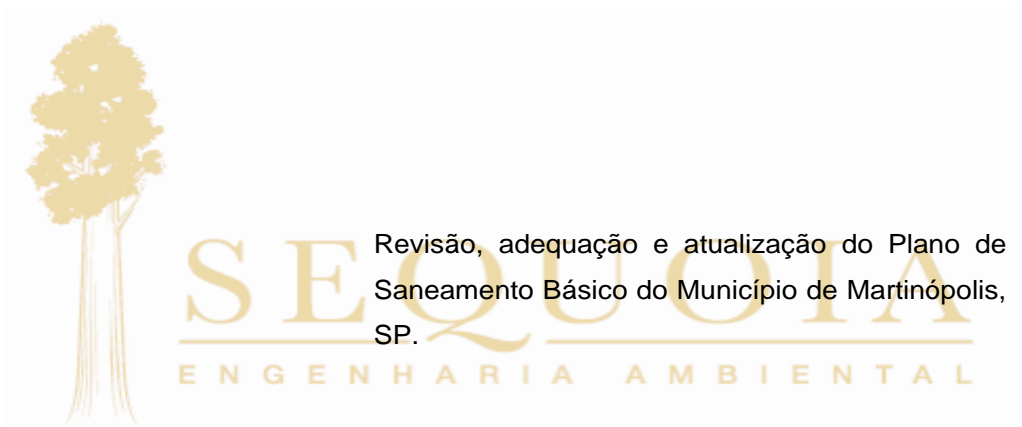 Revisão, adequação e atualização do Plano de
Saneamento Básico do Município de Martinópolis,
SP.
SEQUOIA
ENGENHARIA AMBIENTAL